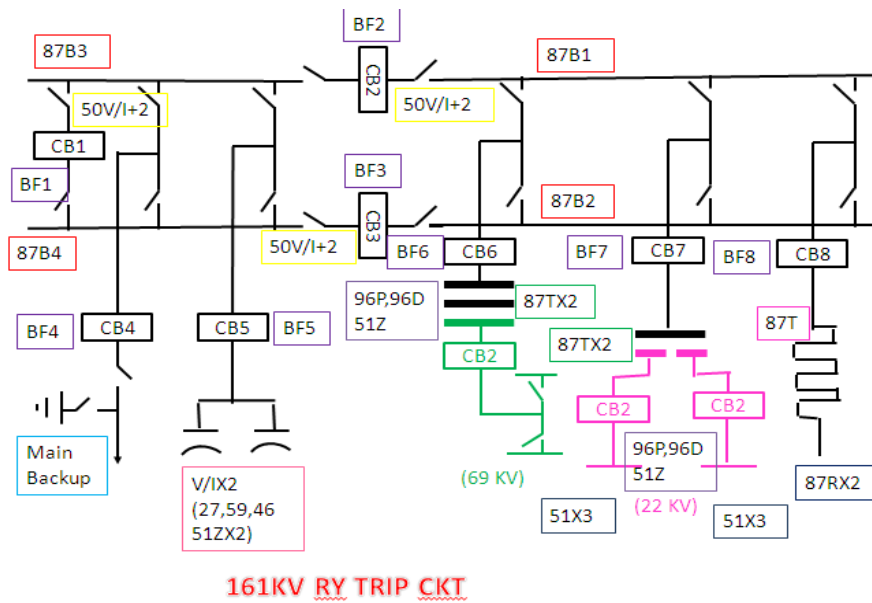 BF2
87B3
CB2
87B1
50V/I+2
50V/I+2
CB1
BF1
BF3
CB3
87B2
87B4
50V/I+2
BF6
CB6
BF7
CB7
BF8
CB8
96P,96D
51Z
87TX2
BF4
CB4
CB5
BF5
87TX2
87T
CB2
CB2
CB2
Main
Backup
V/IX2
(27,59,46
51ZX2)
(69 KV)
96P,96D
51Z
87RX2
51X3
(22 KV)
51X3
161KV RY TRIP CKT